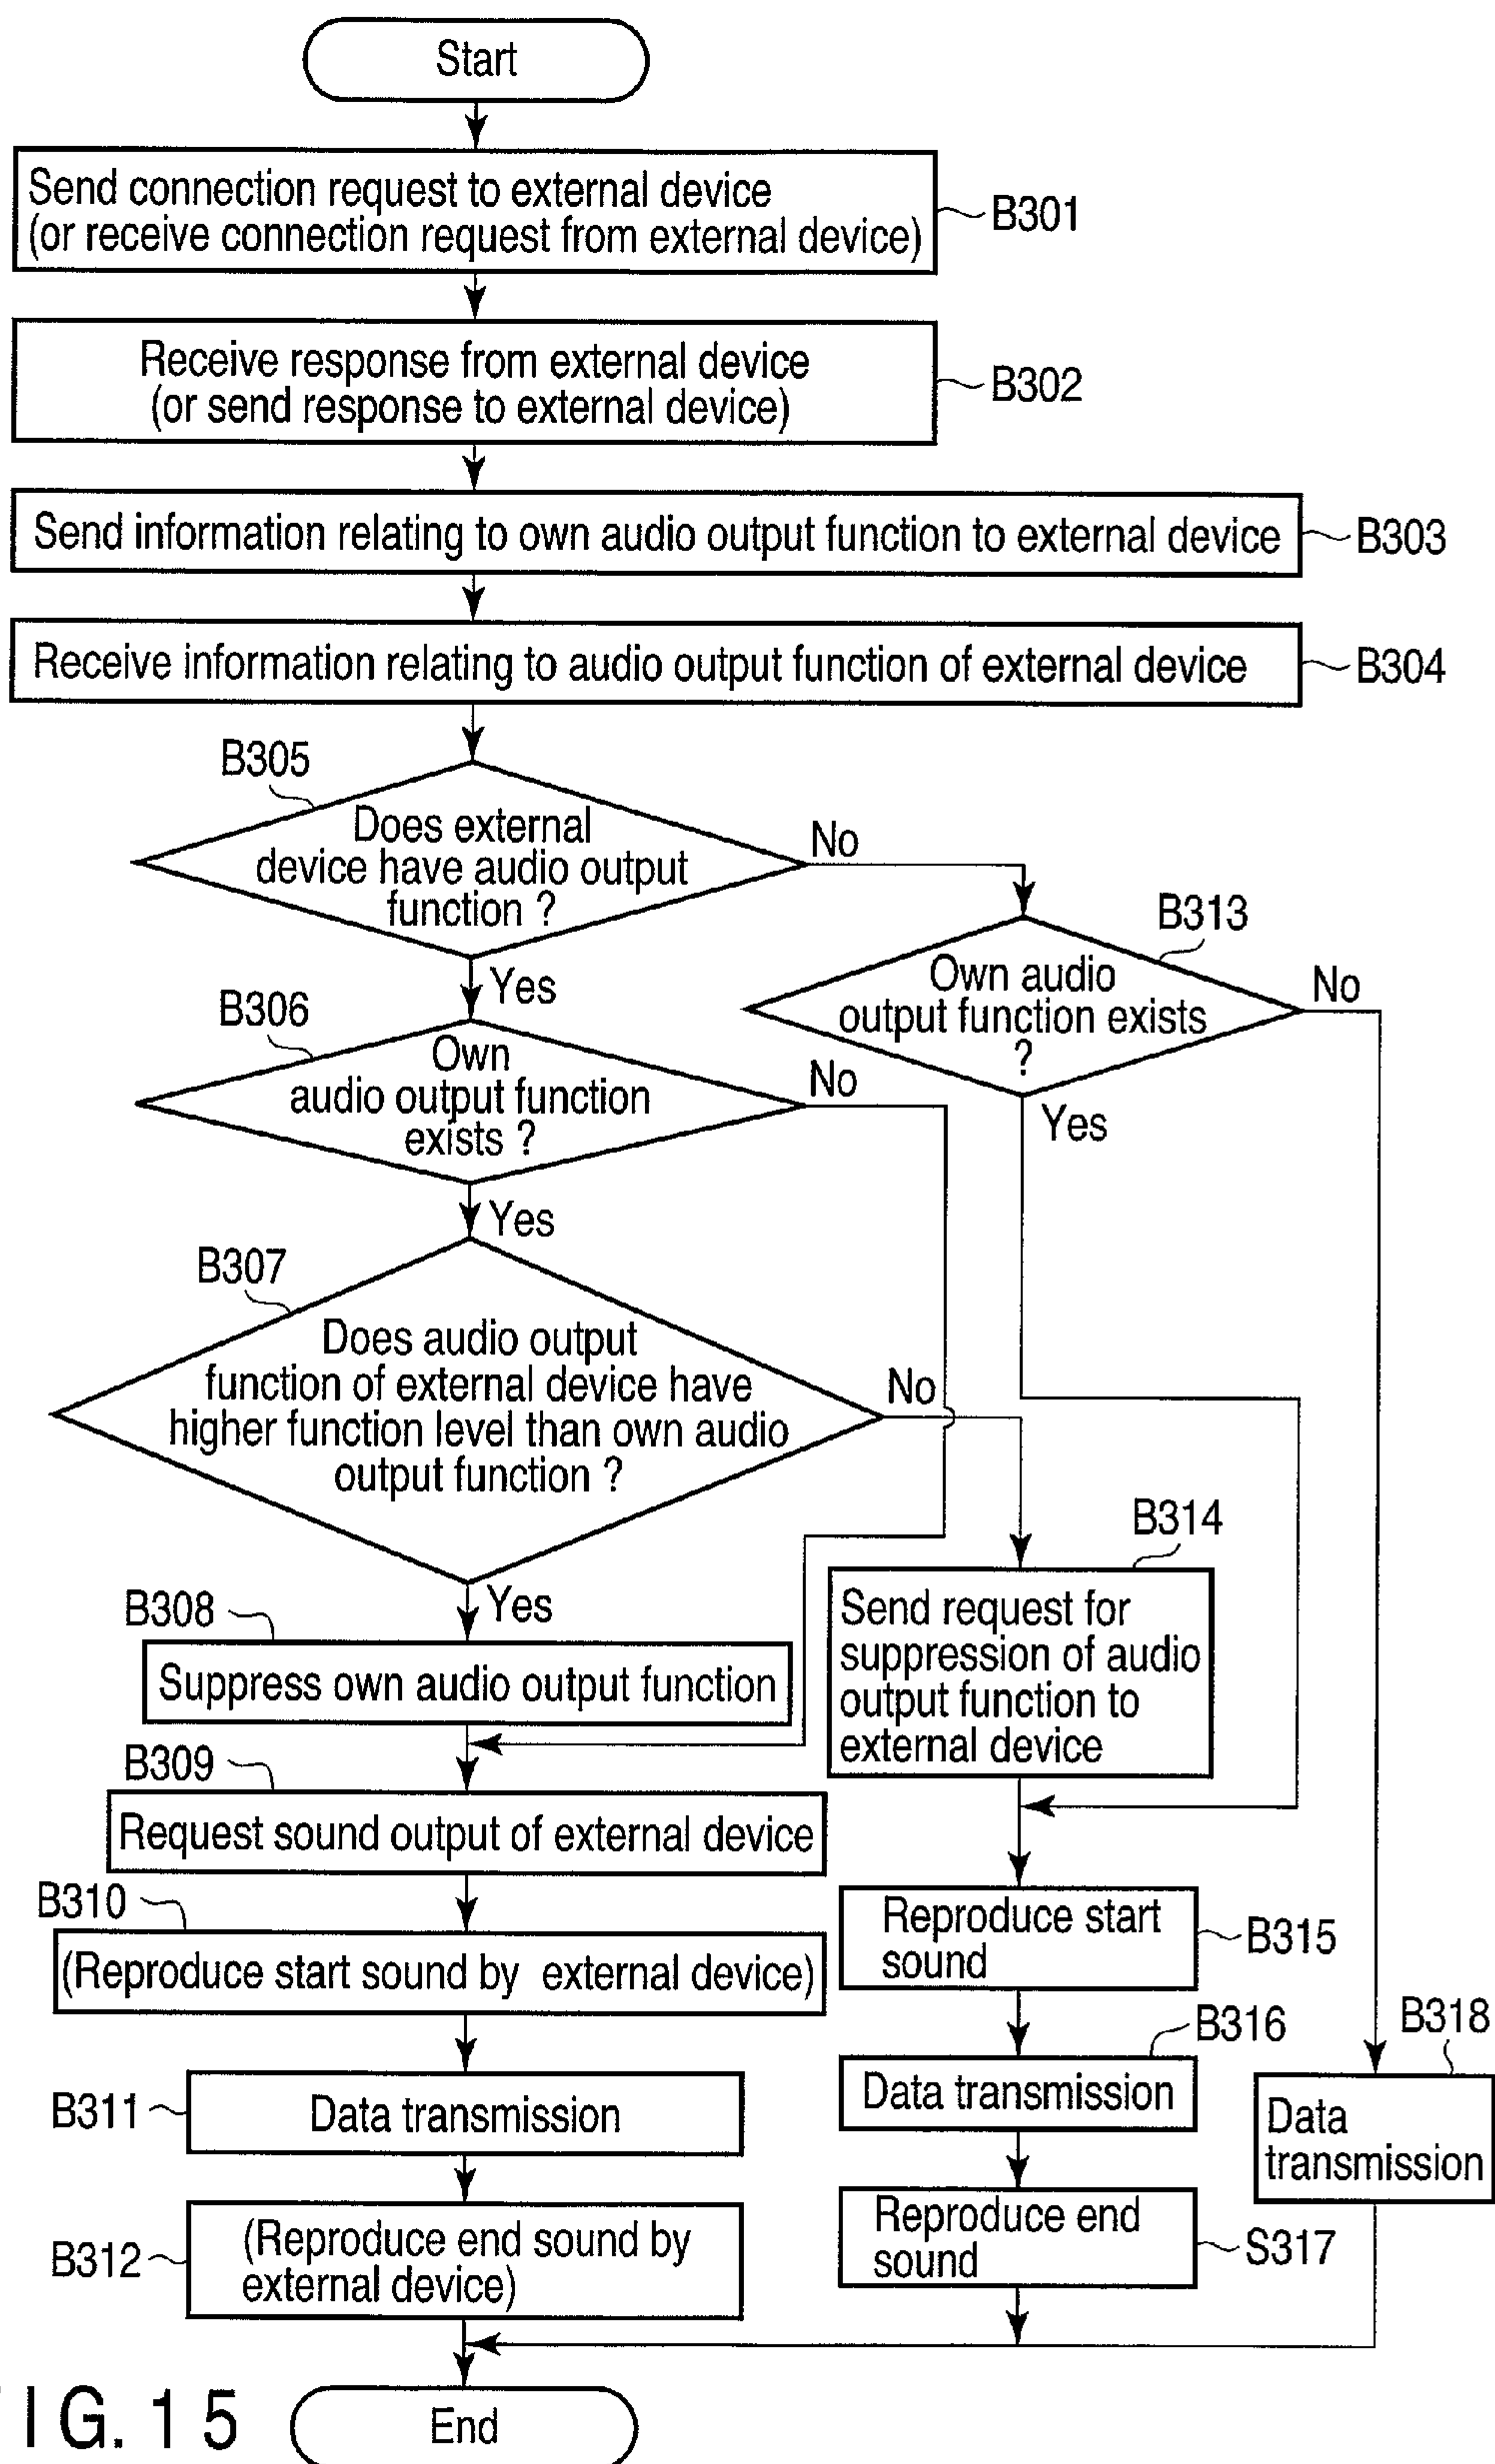 Start
Send connection request to external device
(or receive connection request from external device)
B301
Receive response from external device
(or send response to external device)
B302
Send information relating to own audio output function to external device
B303
Receive information relating to audio output function of external device
B304
B305
Does external
device have audio output
function ?
No
Yes
B313
Own audio
output function exists
?
No
Yes
B306
Own
audio output function
exists ?
No
Yes
B307
Does audio output
function of external device have
higher function level than own audio
output function ?
No
Yes
B314
Send request for
suppression of audio
output function to
external device
B308
Suppress own audio output function
B309
Request sound output of external device
B310
(Reproduce start sound by external device)
B315
Reproduce start
sound
B311
Data transmission
B316
Data transmission
B318
Data
transmission
B312
(Reproduce end sound by
external device)
Reproduce end
sound
S317
End
IG. 15